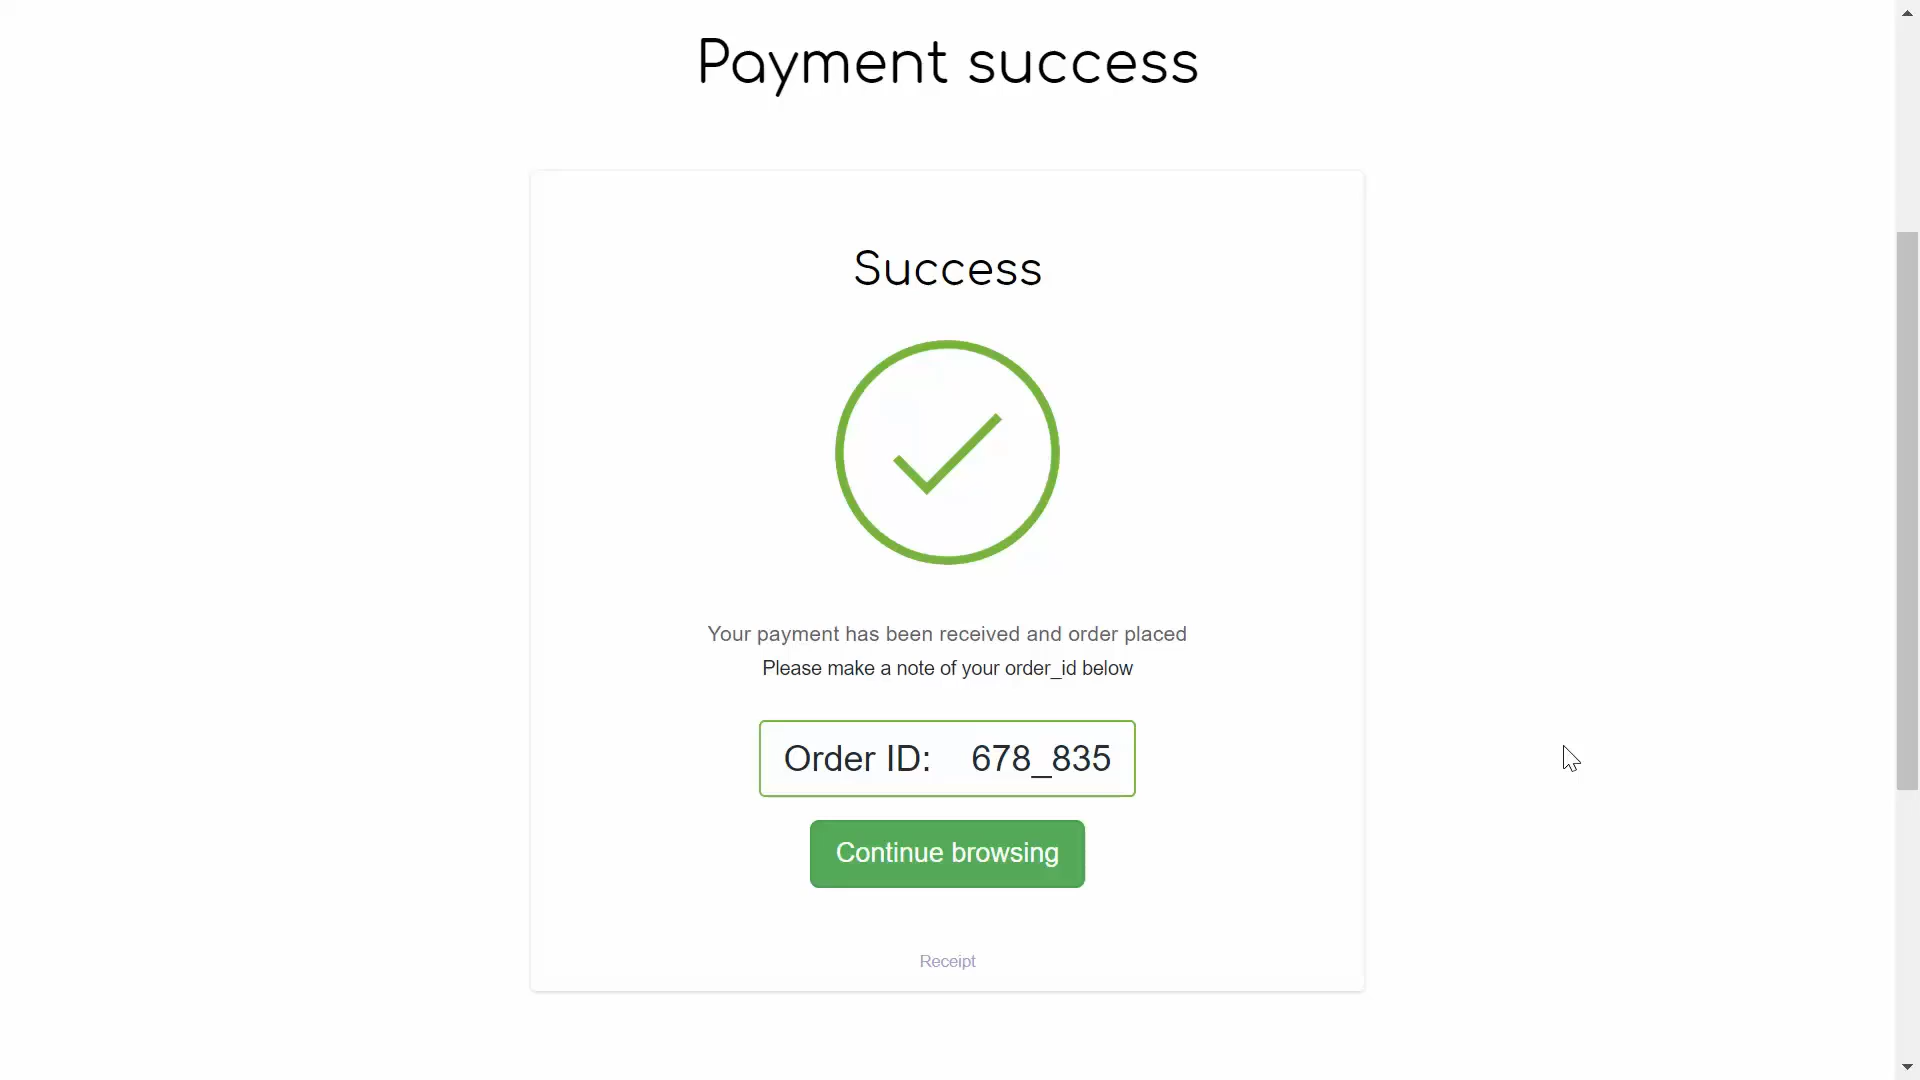 Payment success
Success
Your payment has been received and order placed
Please make a note of your order_id below
Order ID: 678_835
Continue browsing
Receipt